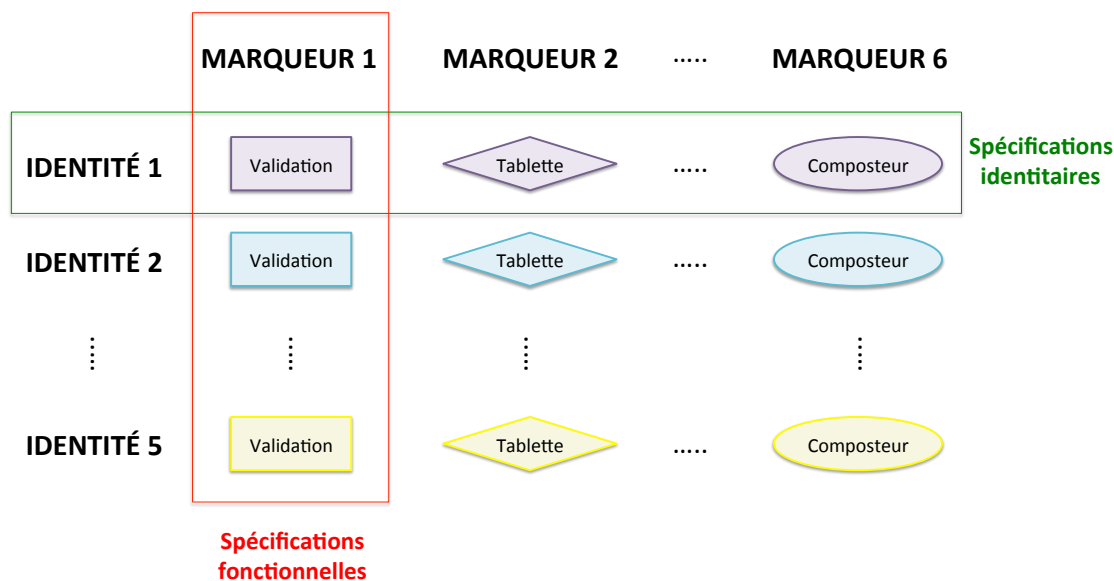 MARQUEUR 1 MARQUEUR 2 ..... MARQUEUR 6
IDENTITÉ 1 Validation Tablette ..... Composteur
Spécifications
identitaires
IDENTITÉ 2 Validation Tablette ..... Composteur
..... ..... ..... .....
IDENTITÉ 5 Validation Tablette ..... Composteur
Spécifications
fonctionnelles